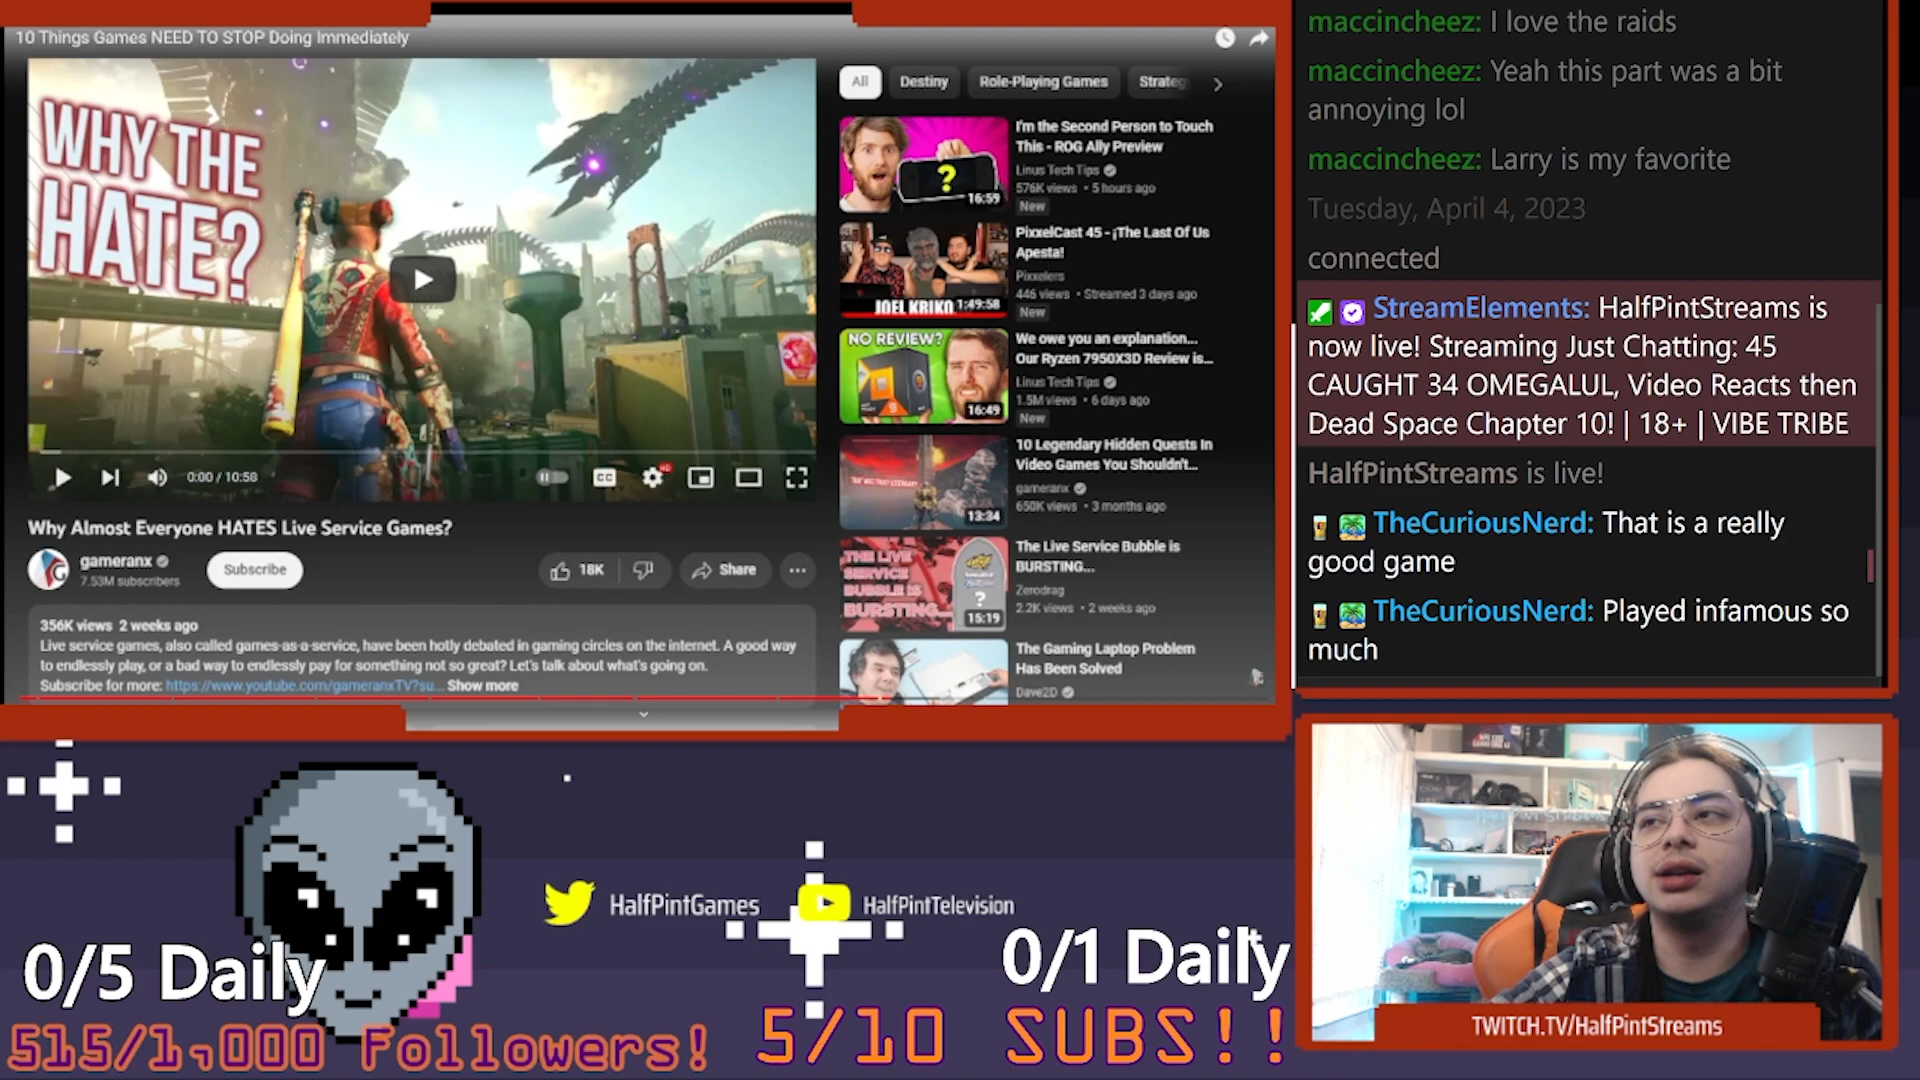 10 Things Games NEED TO STOP Doing Immediately
WHY THE
HATE?
0:00 / 10:58
CC
HD
Why Almost Everyone HATES Live Service Games?
gameranx
7.53M subscribers
Subscribe
18K
Share
356K views 2 weeks ago
Live service games, also called games-as-a-service, have been hotly debated in gaming circles on the internet. A good way
to endlessly play, or a bad way to endlessly pay for something not so great? Let's talk about what's going on.
Subscribe for more: https://www.youtube.com/gameranxTV?su... Show more
All
Destiny
Role-Playing Games
Strateg
?
16:59
I'm the Second Person to Touch
This - ROG Ally Preview
Linus Tech Tips
576K views • 5 hours ago
New
JOEL KRIKO
1:49:58
PixxelCast 45 - ¡The Last Of Us
Apesta!
Pixxelers
446 views • Streamed 3 days ago
New
NO REVIEW?
16:49
We owe you an explanation...
Our Ryzen 7950X3D Review is...
Linus Tech Tips
1.5M views • 6 days ago
New
13:34
10 Legendary Hidden Quests In
Video Games You Shouldn't...
gameranx
650K views • 3 months ago
THE LIVE
SERVICE
BUBBLE IS
BURSTING...
?
15:19
The Live Service Bubble is
BURSTING...
Zerodrag
2.2K views • 2 weeks ago
The Gaming Laptop Problem
Has Been Solved
Dave2D
maccincheez: I love the raids
maccincheez: Yeah this part was a bit
annoying lol
maccincheez: Larry is my favorite
Tuesday, April 4, 2023
connected
StreamElements: HalfPintStreams is
now live! Streaming Just Chatting: 45
CAUGHT 34 OMEGALUL, Video Reacts then
Dead Space Chapter 10! | 18+ | VIBE TRIBE
HalfPintStreams is live!
TheCuriousNerd: That is a really
good game
TheCuriousNerd: Played infamous so
much
HalfPintGames
HalfPintTelevision
0/5 Daily
0/1 Daily
515/1,000 Followers!
5/10 SUBS!!
TWITCH.TV/HalfPintStreams